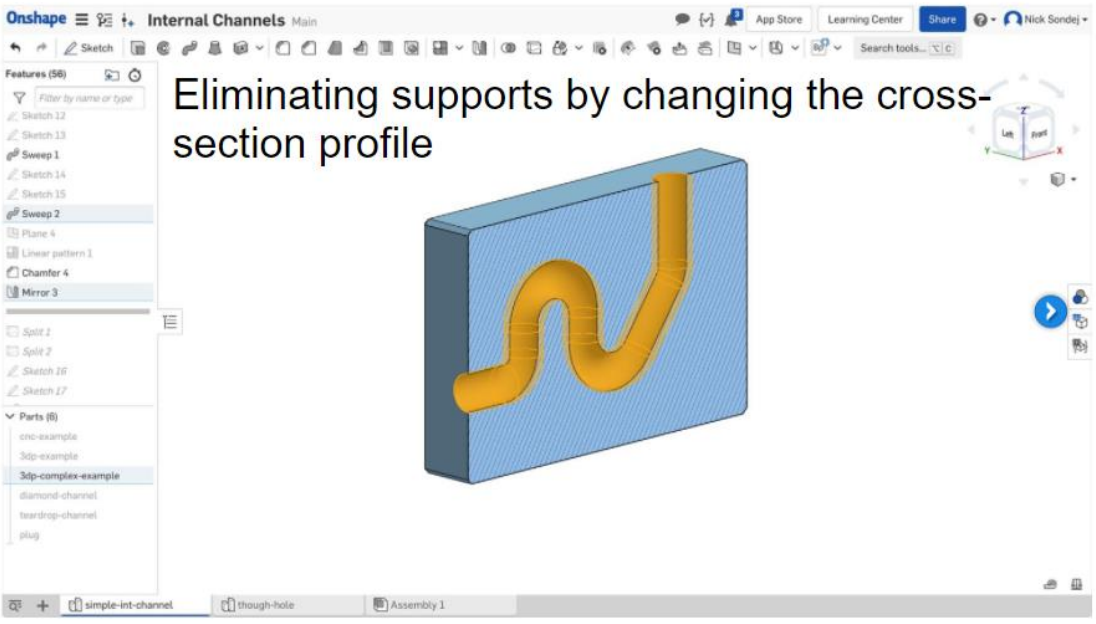 Onshape Internal Channels Main
3 App Store Learning Center Share Nick Sondej
Sketch Search tools... ⌥ C
Features (56)
Filter by name or type
Sketch 12
Sketch 13
Sweep 1
Sketch 14
Sketch 15
Sweep 2
Plane 4
Linear pattern 1
Chamfer 4
Mirror 3
Split 1
Split 2
Sketch 16
Sketch 17
Parts (6)
cnc-example
3dp-example
3dp-complex-example
diamond-channel
teardrop-channel
plug
Eliminating supports by changing the cross-
section profile
Z
Left Front
Y X
simple-int-channel though-hole Assembly 1